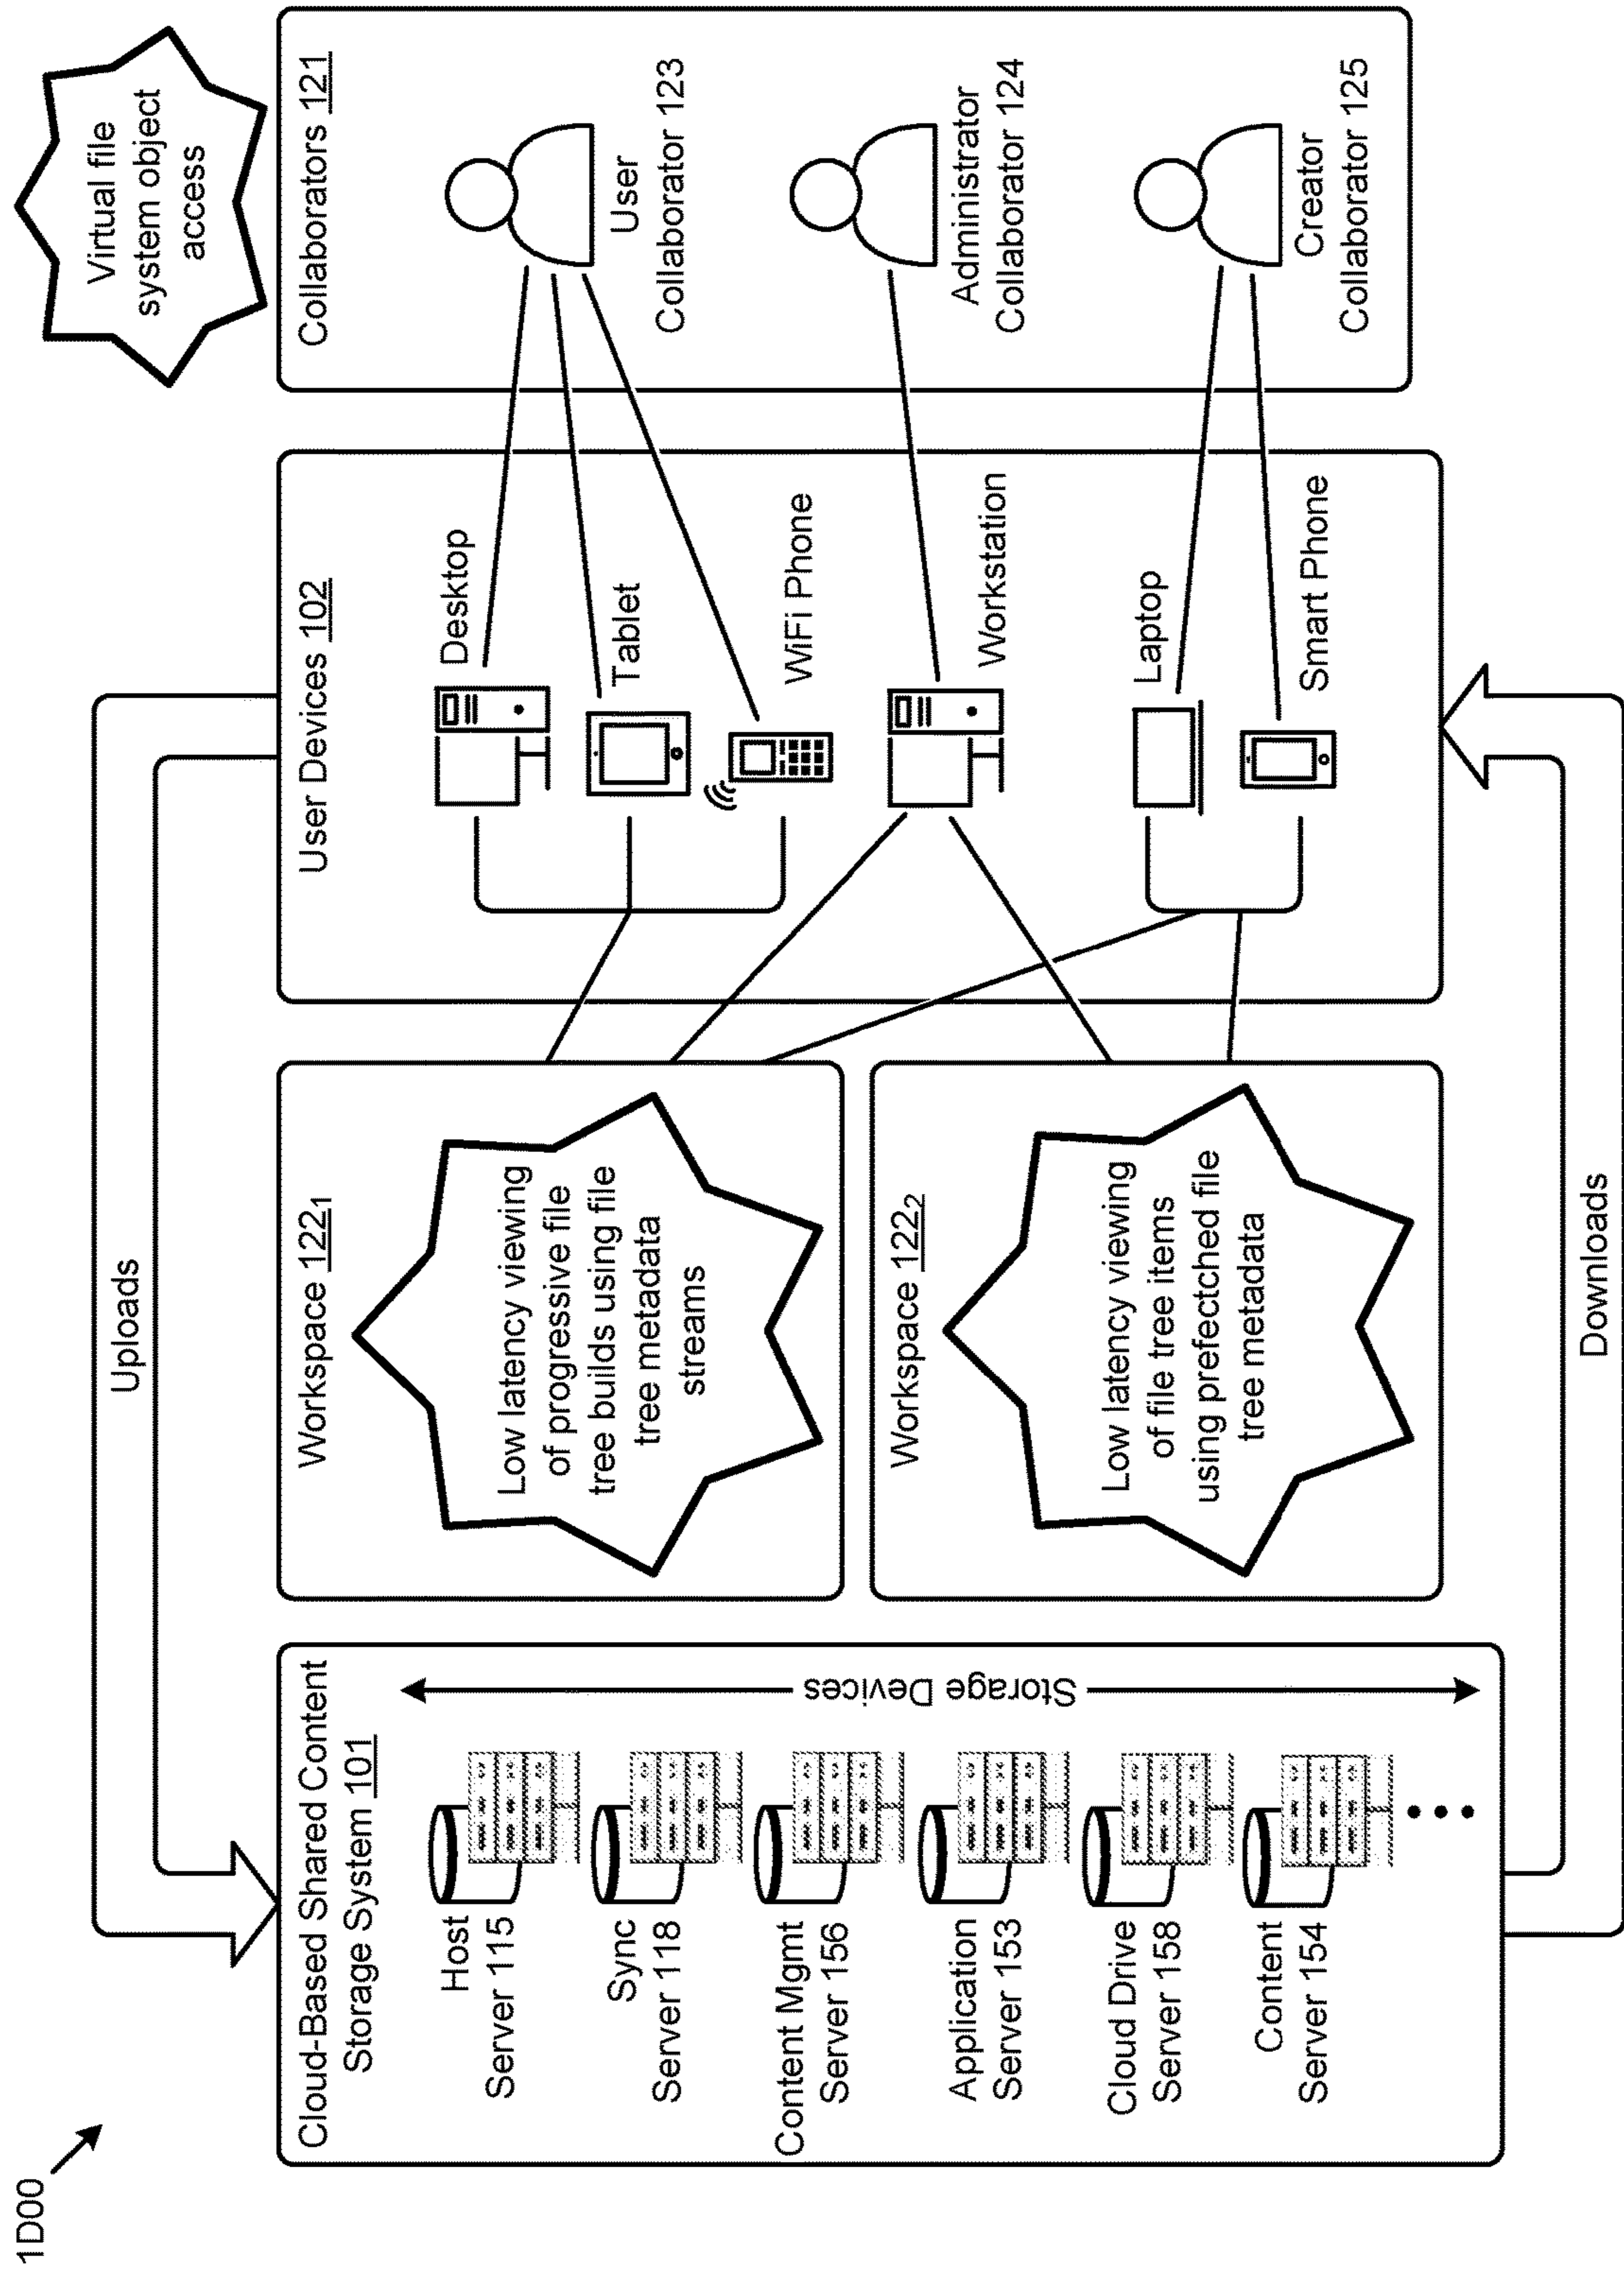 1D00
Uploads
Cloud-Based Shared Content
Storage System 101
Host
Server 115
Sync
Server 118
Content Mgmt
Server 156
Application
Server 153
Cloud Drive
Server 158
Content
Server 154
Storage Devices
Workspace 122₁
Low latency viewing
of progressive file
tree builds using file
tree metadata
streams
Workspace 122₂
Low latency viewing
of file tree items
using prefectched file
tree metadata
User Devices 102
Desktop
Tablet
WiFi Phone
Workstation
Laptop
Smart Phone
Virtual file
system object
access
Collaborators 121
User
Collaborator 123
Administrator
Collaborator 124
Creator
Collaborator 125
Downloads